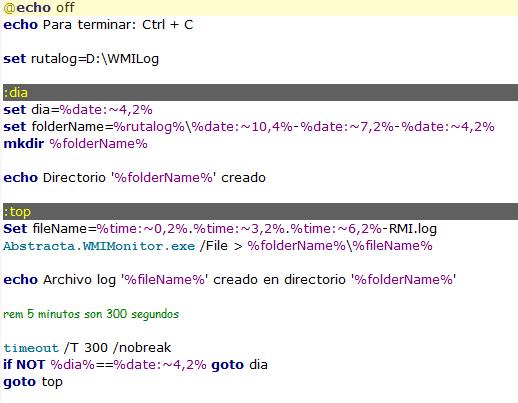 @echo off
echo Para terminar: Ctrl + C
set rutalog=D:\WMILog
:dia
set dia=%date:~4,2%
set folderName=%rutalog%\%date:~10,4%-%date:~7,2%-%date:~4,2%
mkdir %folderName%
echo Directorio '%folderName%' creado
:top
Set fileName=%time:~0,2%.%time:~3,2%.%time:~6,2%-RMI.log
Abstracta.WMIMonitor.exe /File > %folderName%\%fileName%
echo Archivo log '%fileName%' creado en directorio '%folderName%'
rem 5 minutos son 300 segundos
timeout /T 300 /nobreak
if NOT %dia%==%date:~4,2% goto dia
goto top